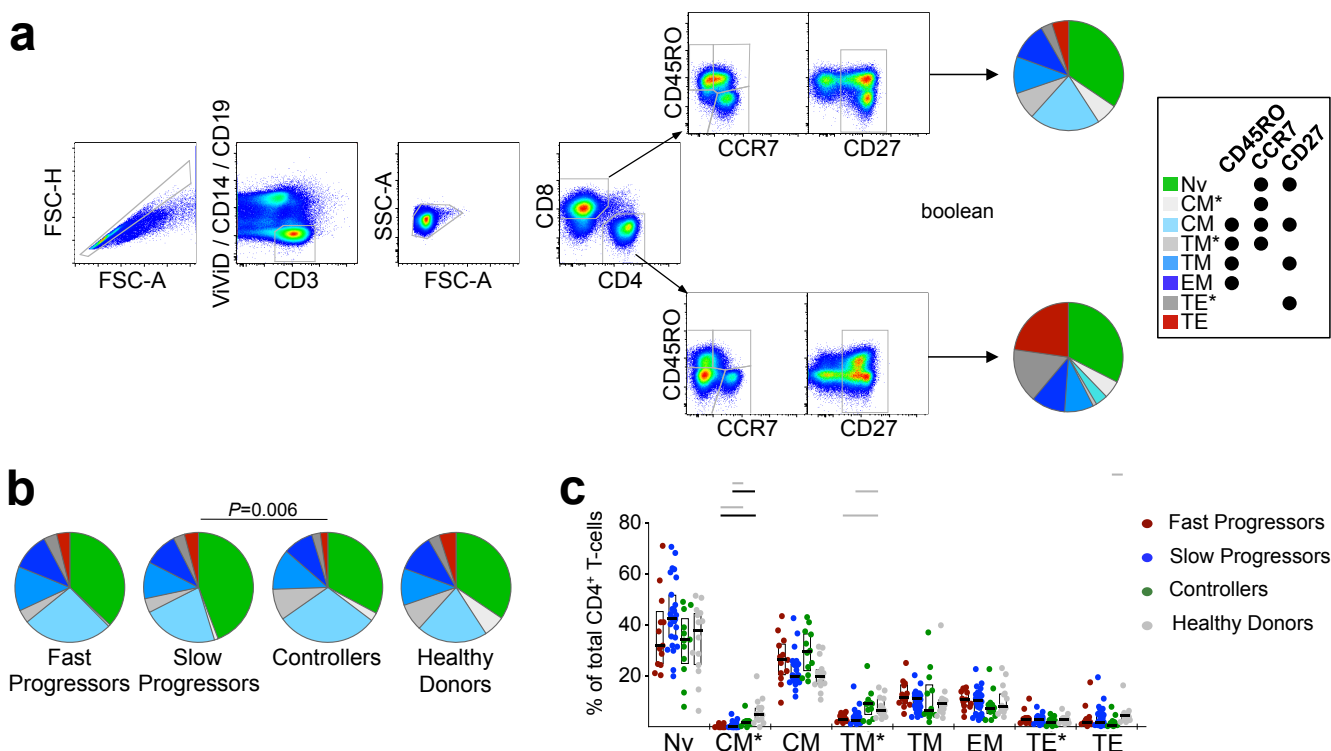 a
FSC-H
FSC-A
ViViD / CD14 / CD19
CD3
SSC-A
FSC-A
CD8
CD4
CD45RO
CCR7
CD27
CD45RO
CCR7
CD27
boolean
CD45RO
CCR7
CD27
Nv
CM*
CM
TM*
TM
EM
TE*
TE
b
P=0.006
Fast
Progressors
Slow
Progressors
Controllers
Healthy
Donors
c
% of total CD4⁺ T-cells
80
60
40
20
Nv
CM*
CM
TM*
TM
EM
TE*
TE
Fast Progressors
Slow Progressors
Controllers
Healthy Donors